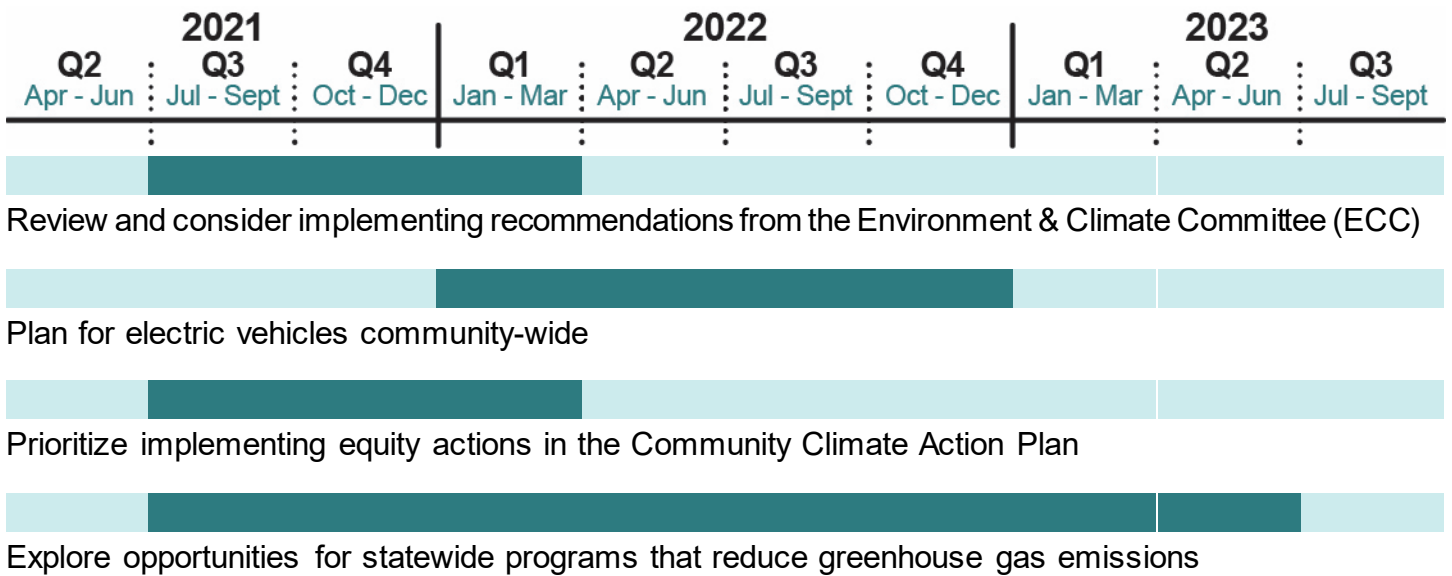 2021 2022 2023
Q2 Q3 Q4 Q1 Q2 Q3 Q4 Q1 Q2 Q3
Apr - Jun Jul - Sept Oct - Dec Jan - Mar Apr - Jun Jul - Sept Oct - Dec Jan - Mar Apr - Jun Jul - Sept
Review and consider implementing recommendations from the Environment & Climate Committee (ECC)
Plan for electric vehicles community-wide
Prioritize implementing equity actions in the Community Climate Action Plan
Explore opportunities for statewide programs that reduce greenhouse gas emissions